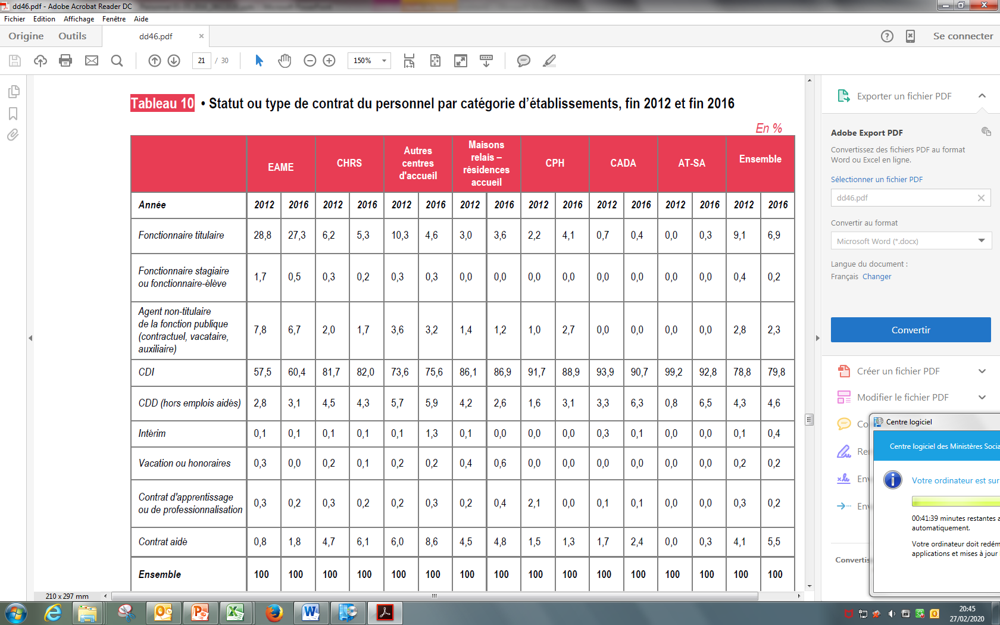 dd46.pdf - Adobe Acrobat Reader DC
Fichier Edition Affichage Fenêtre Aide
Origine Outils dd46.pdf × Se connecter
21 / 30 150%
Tableau 10 • Statut ou type de contrat du personnel par catégorie d'établissements, fin 2012 et fin 2016
En %
EAME CHRS Autres centres d'accueil Maisons relais – résidences accueil CPH CADA AT-SA Ensemble
Année 2012 2016 2012 2016 2012 2016 2012 2016 2012 2016 2012 2016 2012 2016 2012 2016
Fonctionnaire titulaire 28,8 27,3 6,2 5,3 10,3 4,6 3,0 3,6 2,2 4,1 0,7 0,4 0,0 0,3 9,1 6,9
Fonctionnaire stagiaire
ou fonctionnaire-élève 1,7 0,5 0,3 0,2 0,3 0,3 0,0 0,0 0,0 0,0 0,0 0,0 0,0 0,0 0,4 0,2
Agent non-titulaire
de la fonction publique
(contractuel, vacataire,
auxiliaire) 7,8 6,7 2,0 1,7 3,6 3,2 1,4 1,2 1,0 2,7 0,0 0,0 0,0 0,0 2,8 2,3
CDI 57,5 60,4 81,7 82,0 73,6 75,6 86,1 86,9 91,7 88,9 93,9 90,7 99,2 92,8 78,8 79,8
CDD (hors emplois aidés) 2,8 3,1 4,5 4,3 5,7 5,9 4,2 2,6 1,6 3,1 3,3 6,3 0,8 6,5 4,3 4,6
Intérim 0,1 0,1 0,1 0,1 0,1 1,3 0,1 0,0 0,0 0,0 0,3 0,1 0,0 0,0 0,1 0,4
Vacation ou honoraires 0,3 0,0 0,2 0,1 0,2 0,2 0,4 0,6 0,0 0,0 0,0 0,0 0,0 0,0 0,2 0,2
Contrat d'apprentissage
ou de professionnalisation 0,3 0,2 0,3 0,2 0,2 0,3 0,2 0,4 2,1 0,0 0,1 0,1 0,0 0,0 0,3 0,2
Contrat aidé 0,8 1,8 4,7 6,1 6,0 8,6 4,5 4,8 1,5 1,3 1,7 2,4 0,0 0,3 4,1 5,5
Ensemble 100 100 100 100 100 100 100 100 100 100 100 100 100 100 100 100
210 x 297 mm
Exporter un fichier PDF
Adobe Export PDF
Convertissez des fichiers PDF au format
Word ou Excel en ligne.
Sélectionner un fichier PDF
dd46.pdf
Convertir au format
Microsoft Word (*.docx)
Langue du document :
Français Changer
Convertir
Créer un fichier PDF
Modifier le fichier PDF
Co
Re
Env
Env
Convertis
Centre logiciel
Centre logiciel des Ministères Socia
Votre ordinateur est sur
00:41:39 minutes restantes a
automatiquement.
Votre ordinateur doit redém
applications et mises à jour
20:45
27/02/2020